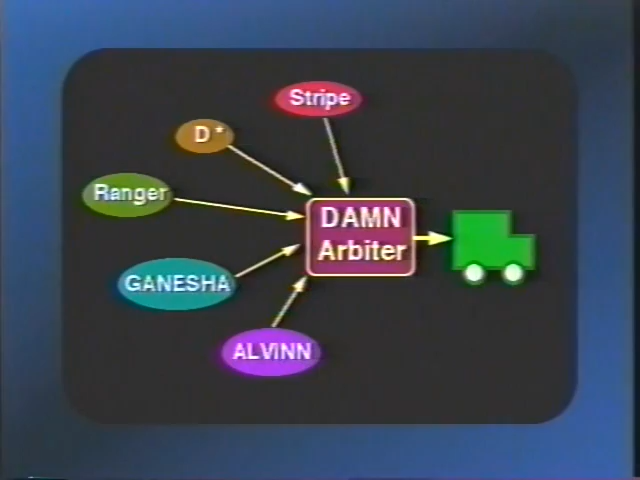 Stripe
D*
Ranger
DAMN
Arbiter
GANESHA
ALVINN